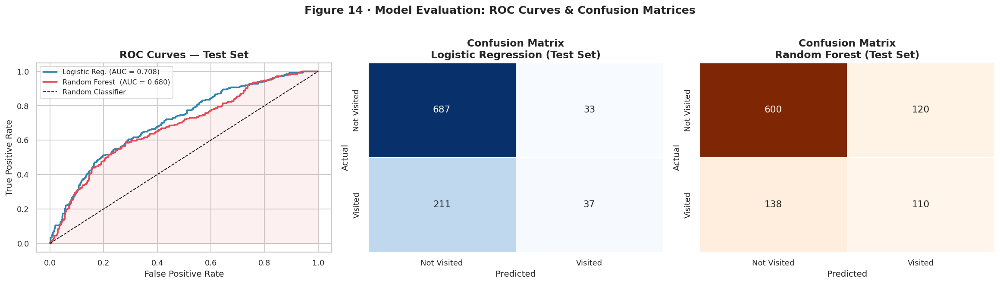 Figure 14 · Model Evaluation: ROC Curves & Confusion Matrices
ROC Curves — Test Set
Logistic Reg. (AUC = 0.708)
Random Forest  (AUC = 0.680)
Random Classifier
True Positive Rate
1.0
0.8
0.6
0.4
0.2
0.0
0.0 0.2 0.4 0.6 0.8 1.0
False Positive Rate
Confusion Matrix
Logistic Regression (Test Set)
Actual
Not Visited
Visited
687 33
211 37
Not Visited Visited
Predicted
Confusion Matrix
Random Forest (Test Set)
Actual
Not Visited
Visited
600 120
138 110
Not Visited Visited
Predicted